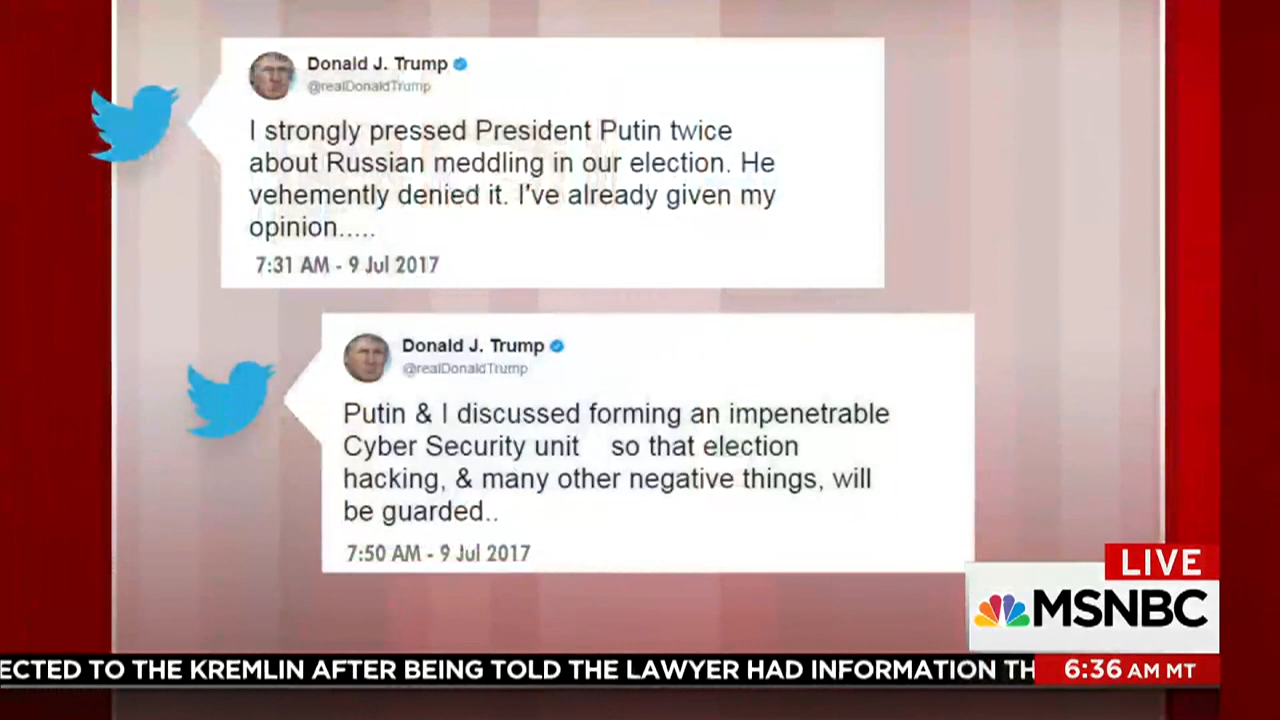 Donald J. Trump
@realDonaldTrump
I strongly pressed President Putin twice
about Russian meddling in our election. He
vehemently denied it. I've already given my
opinion.....
7:31 AM - 9 Jul 2017
Donald J. Trump
@realDonaldTrump
Putin & I discussed forming an impenetrable
Cyber Security unit so that election
hacking, & many other negative things, will
be guarded..
7:50 AM - 9 Jul 2017
LIVE
MSNBC
ECTED TO THE KREMLIN AFTER BEING TOLD THE LAWYER HAD INFORMATION TH
6:36 AM MT